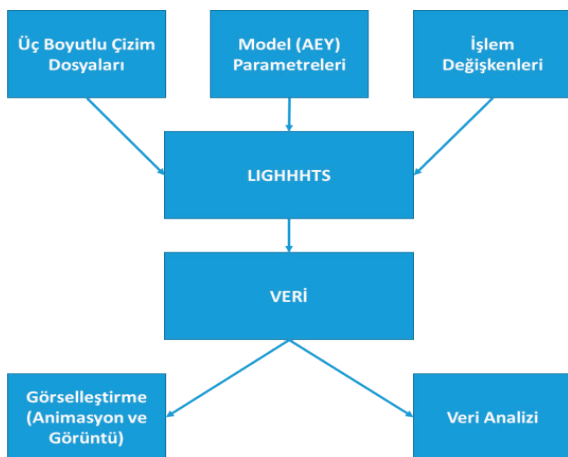 Üç Boyutlu Çizim
Dosyaları
Model (AEY)
Parametreleri
İşlem
Değişkenleri
LIGHHHTS
VERİ
Görselleştirme
(Animasyon ve
Görüntü)
Veri Analizi